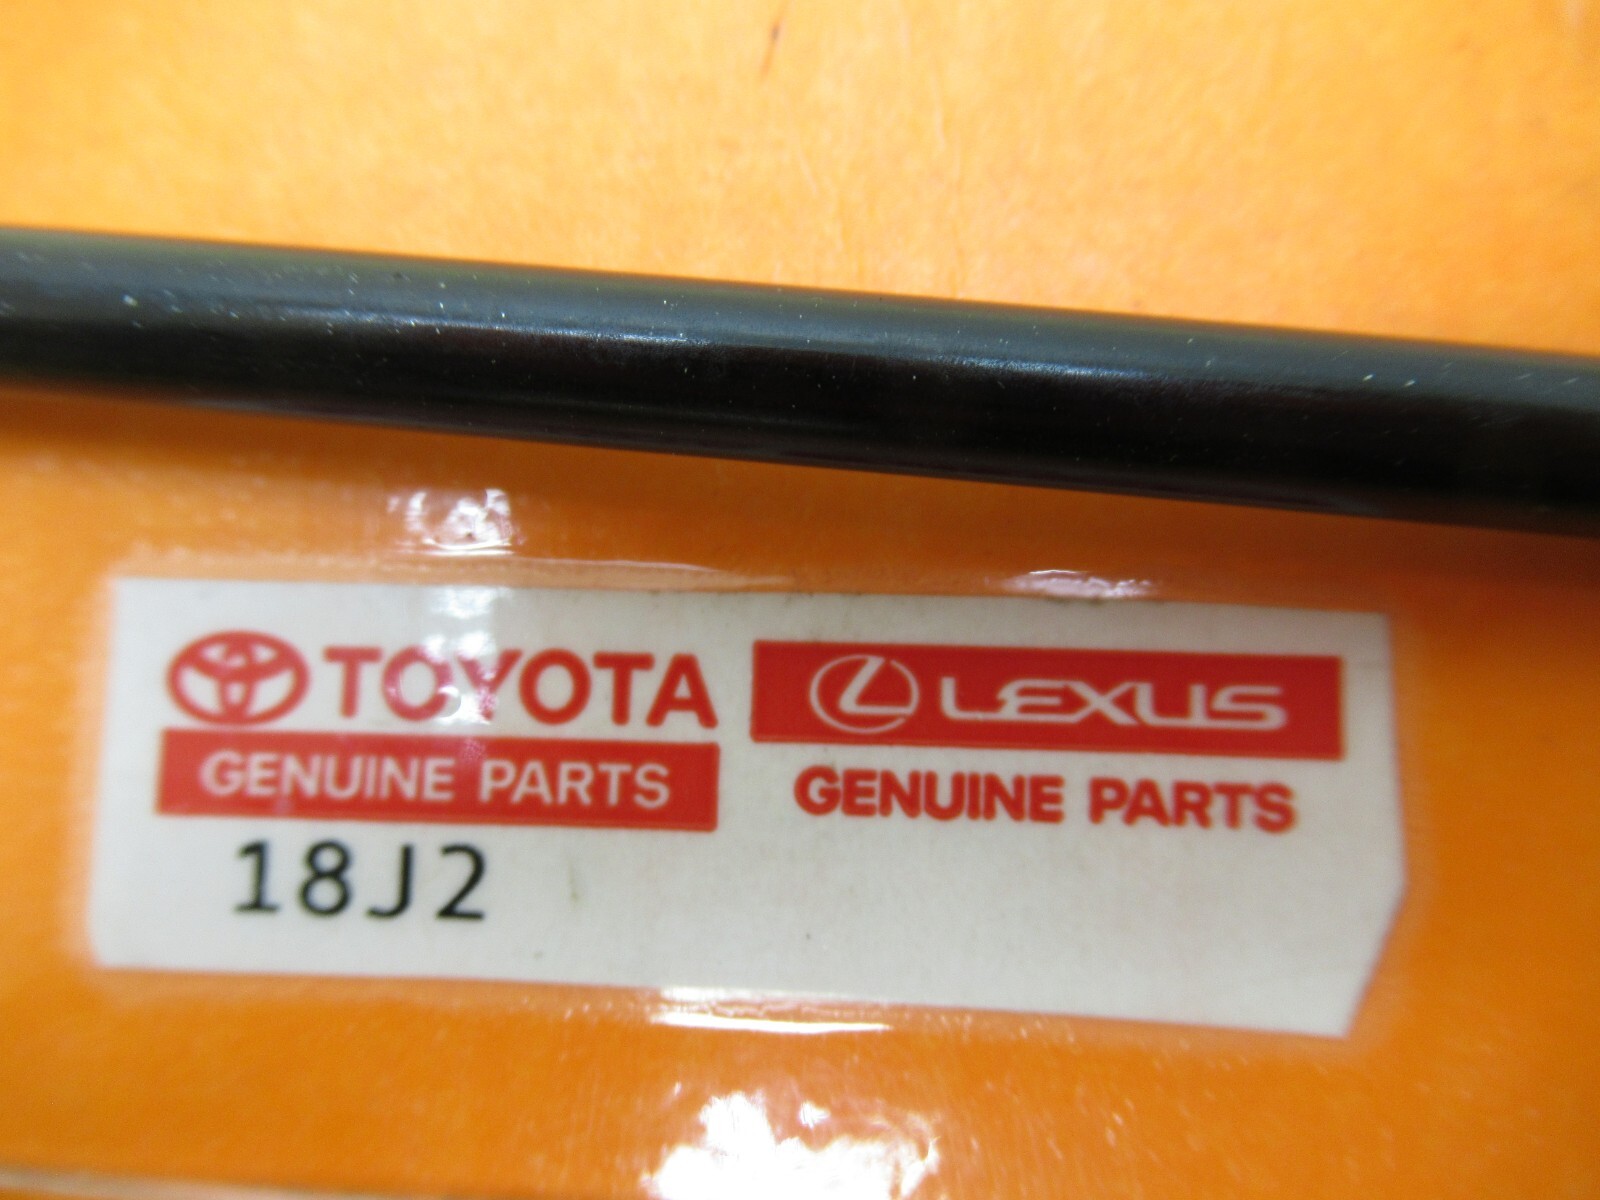 TOYOTA
GENUINE PARTS
18J2
LEXUS
GENUINE PARTS